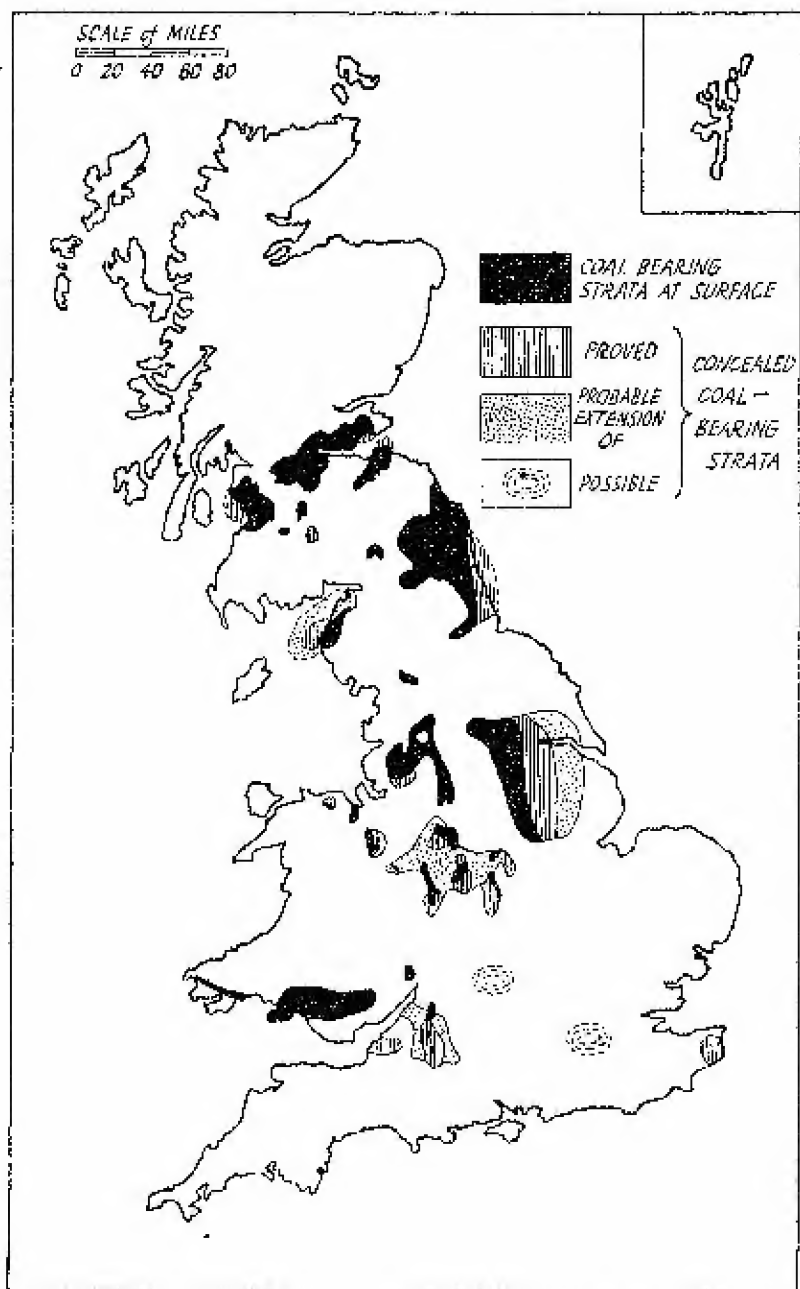 SCALE of MILES
0 20 40 60 80
COAL BEARING
STRATA AT SURFACE
PROVED
PROBABLE
EXTENSION
OF
POSSIBLE
CONCEALED
COAL-
BEARING
STRATA